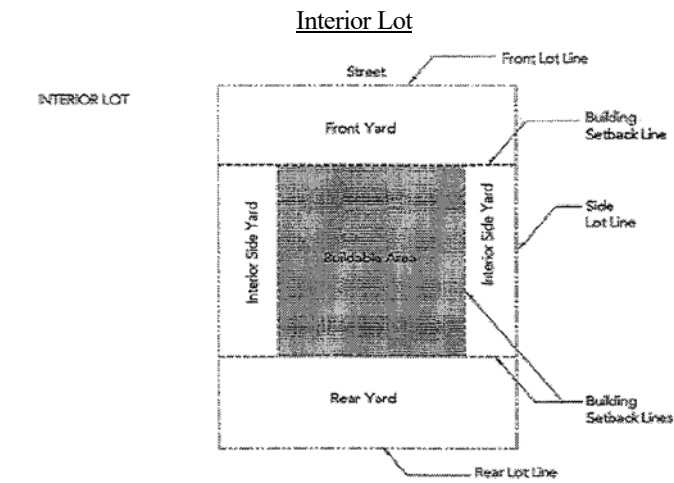 Interior Lot
Front Lot Line
Street
INTERIOR LOT
Front Yard
Building
Setback Line
Interior Side Yard
Interior Side Yard
Side
Lot Line
Buildable Area
Rear Yard
Building
Setback Lines
Rear Lot Line